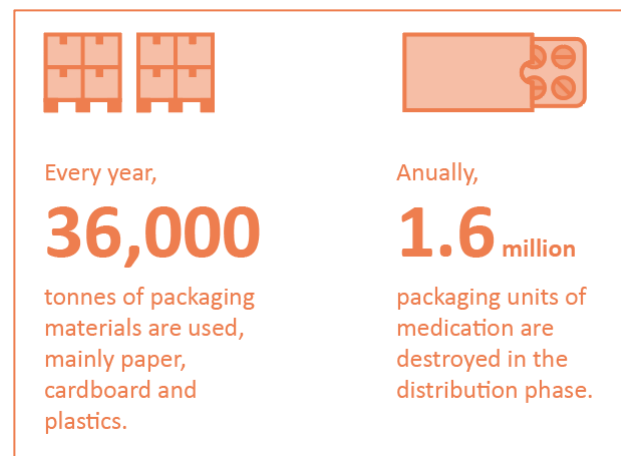 Every year,
36,000
tonnes of packaging
materials are used,
mainly paper,
cardboard and
plastics.
Anually,
1.6 million
packaging units of
medication are
destroyed in the
distribution phase.